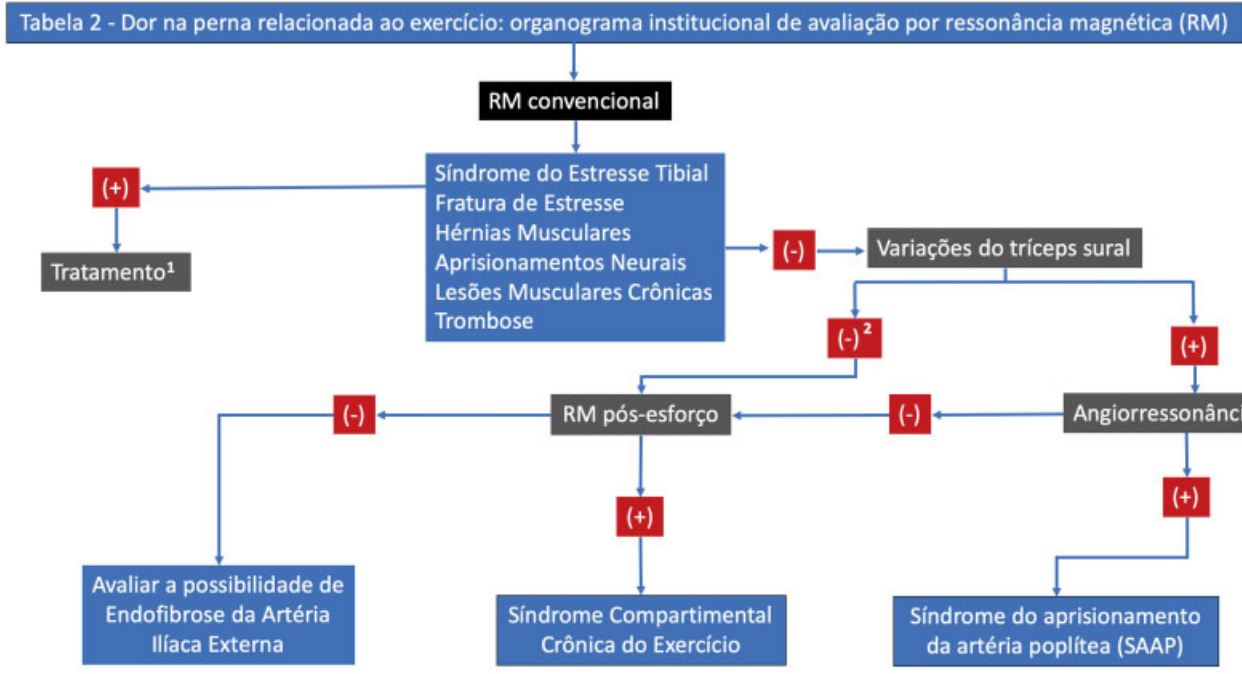 Tabela 2 - Dor na perna relacionada ao exercício: organograma institucional de avaliação por ressonância magnética (RM)
RM convencional
(+)
Tratamento¹
Síndrome do Estresse Tibial
Fratura de Estresse
Hérnias Musculares
Aprisionamentos Neurais
Lesões Musculares Crônicas
Trombose
(-)
Variações do tríceps sural
(-)²
(+)
(-)
RM pós-esforço
(-)
Angiorressonânci
(+)
(+)
Avaliar a possibilidade de
Endofibrose da Artéria
Ilíaca Externa
Síndrome Compartimental
Crônica do Exercício
Síndrome do aprisionamento
da artéria poplítea (SAAP)